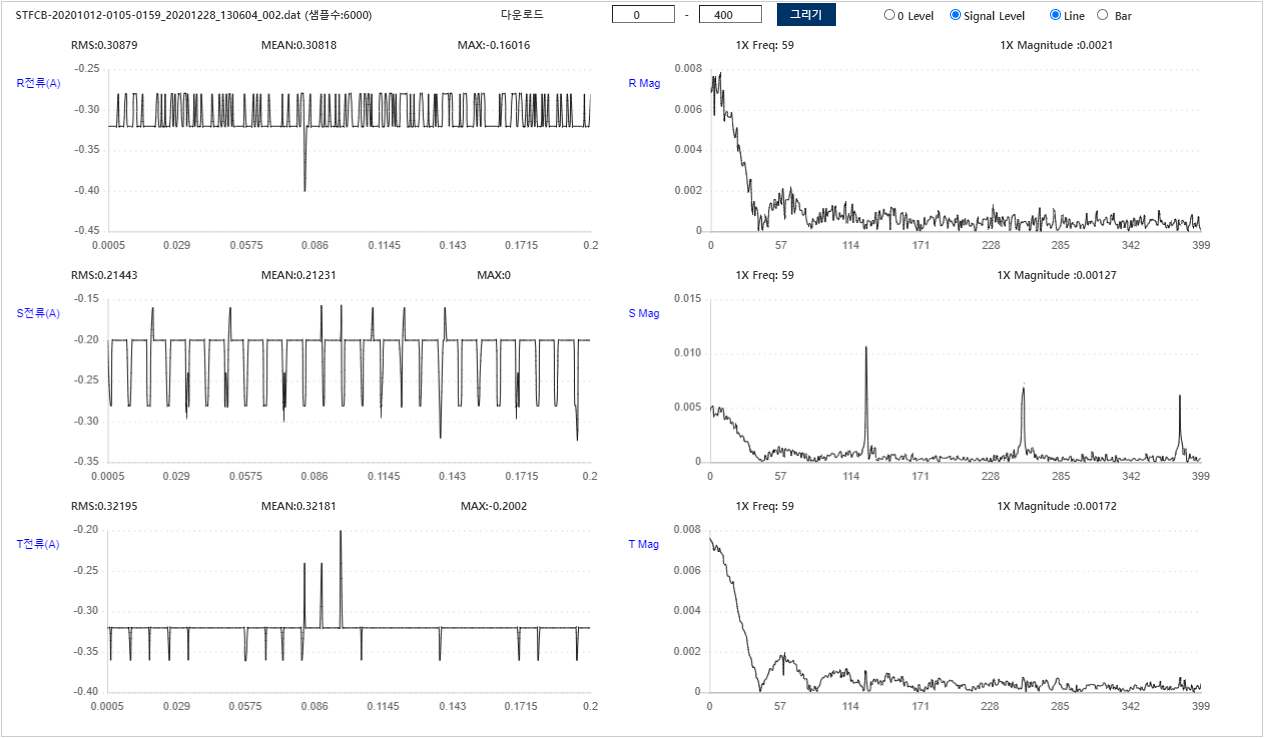 STFCB-20201012-0105-0159_20201228_130604_002.dat (샘플수:6000) 다운로드 0 - 400 그리기 0 Level Signal Level Line Bar
RMS:0.30879 MEAN:0.30818 MAX:-0.16016 1X Freq: 59 1X Magnitude :0.0021
R전류(A)
-0.25
-0.30
-0.35
-0.40
-0.45
0.0005 0.029 0.0575 0.086 0.1145 0.143 0.1715 0.2
R Mag
0.008
0.006
0.004
0.002
0
0 57 114 171 228 285 342 399
RMS:0.21443 MEAN:0.21231 MAX:0 1X Freq: 59 1X Magnitude :0.00127
S전류(A)
-0.15
-0.20
-0.25
-0.30
-0.35
0.0005 0.029 0.0575 0.086 0.1145 0.143 0.1715 0.2
S Mag
0.015
0.010
0.005
0
0 57 114 171 228 285 342 399
RMS:0.32195 MEAN:0.32181 MAX:-0.2002 1X Freq: 59 1X Magnitude :0.00172
T전류(A)
-0.20
-0.25
-0.30
-0.35
-0.40
0.0005 0.029 0.0575 0.086 0.1145 0.143 0.1715 0.2
T Mag
0.008
0.006
0.004
0.002
0
0 57 114 171 228 285 342 399